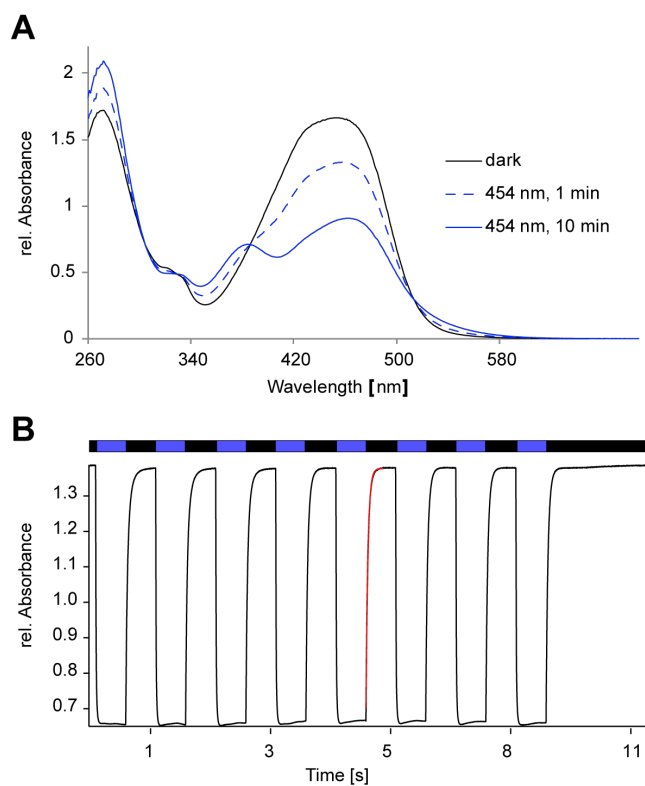 A
2
1.5
1
0.5
0
rel. Absorbance
dark
454 nm, 1 min
454 nm, 10 min
260 340 420 500 580
Wavelength [nm]
B
1.3
1.2
1.1
1.0
0.9
0.8
0.7
rel. Absorbance
1 3 5 8 11
Time [s]